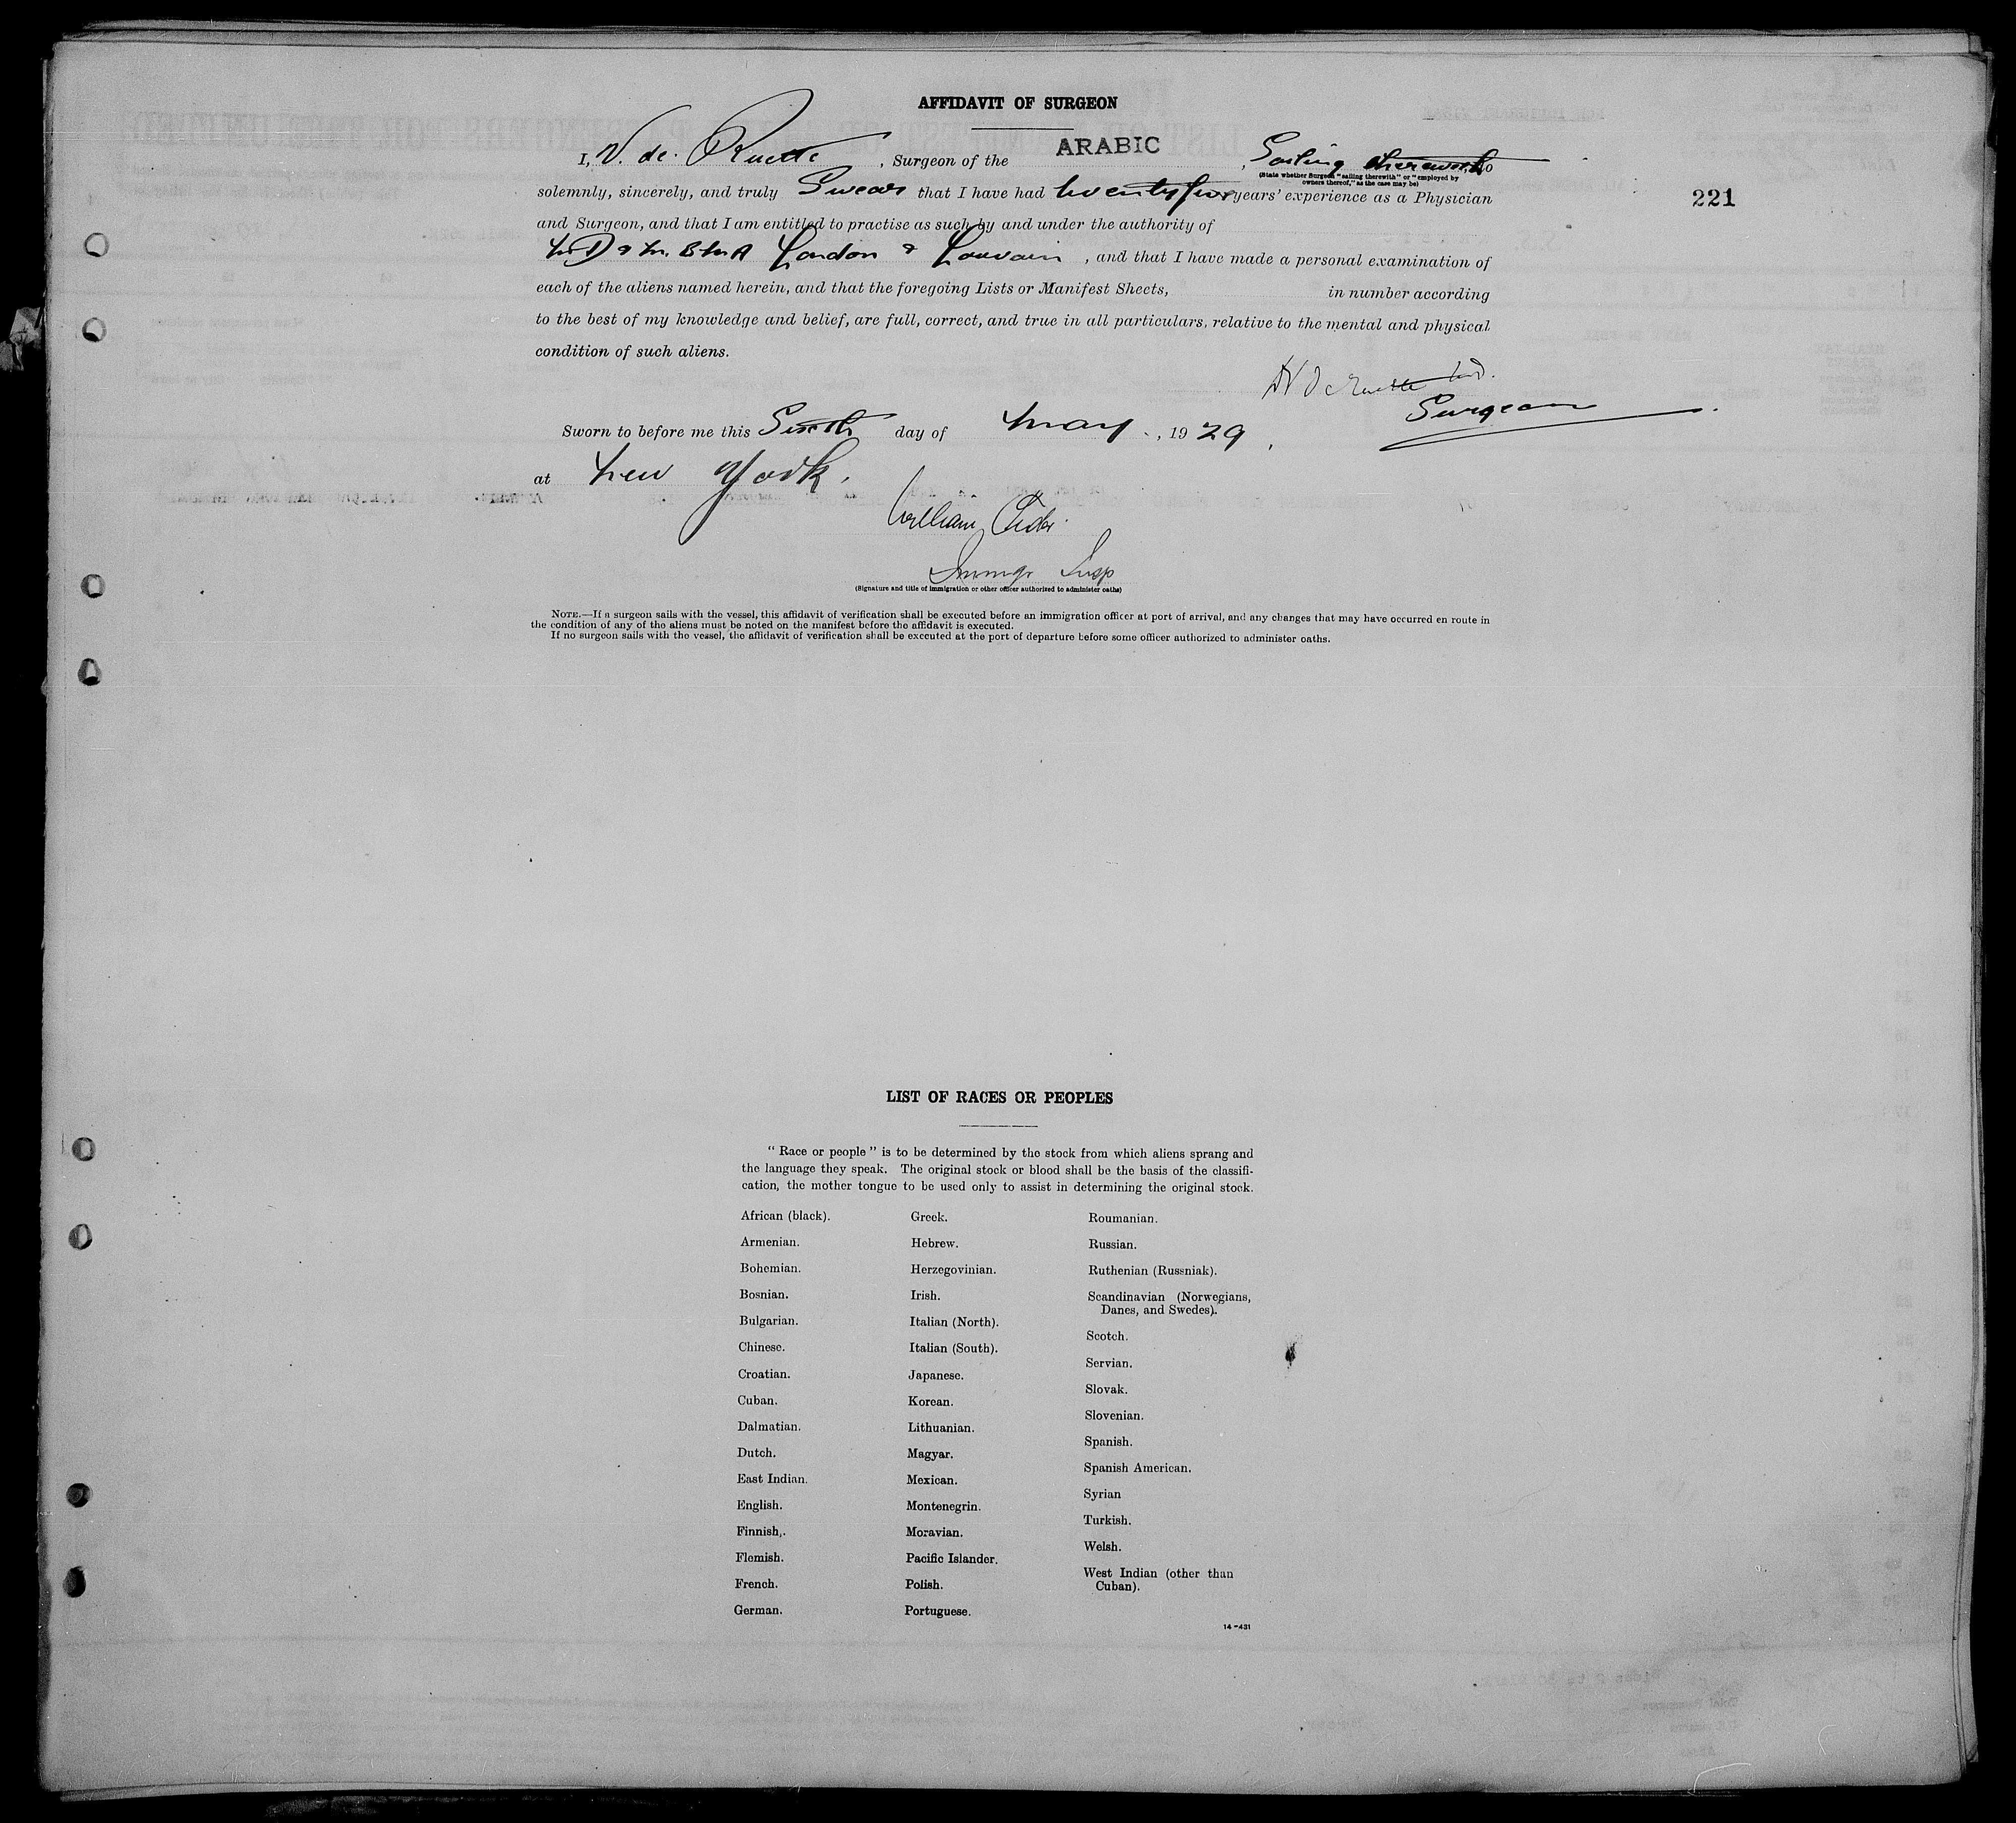 AFFIDAVIT OF SURGEON
I, V. de Ruette, Surgeon of the ARABIC, Sailing therewith, do
(State whether Surgeon "sailing therewith" or "employed by
owners thereof," as the case may be)
solemnly, sincerely, and truly Swear that I have had twenty five years' experience as a Physician
221
and Surgeon, and that I am entitled to practise as such by and under the authority of
London & Louvain, and that I have made a personal examination of
each of the aliens named herein, and that the foregoing Lists or Manifest Sheets, in number according
to the best of my knowledge and belief, are full, correct, and true in all particulars, relative to the mental and physical
condition of such aliens.
Surgeon
Sworn to before me this Sixth day of May, 1929,
at New York.
William
Immgr Insp
(Signature and title of immigration or other officer authorized to administer oaths)
NOTE.—If a surgeon sails with the vessel, this affidavit of verification shall be executed before an immigration officer at port of arrival, and any changes that may have occurred en route in
the condition of any of the aliens must be noted on the manifest before the affidavit is executed.
If no surgeon sails with the vessel, the affidavit of verification shall be executed at the port of departure before some officer authorized to administer oaths.
LIST OF RACES OR PEOPLES
"Race or people" is to be determined by the stock from which aliens sprang and
the language they speak. The original stock or blood shall be the basis of the classifi-
cation, the mother tongue to be used only to assist in determining the original stock.
African (black).
Armenian.
Bohemian.
Bosnian.
Bulgarian.
Chinese.
Croatian.
Cuban.
Dalmatian.
Dutch.
East Indian.
English.
Finnish.
Flemish.
French.
German.
Greek.
Hebrew.
Herzegovinian.
Irish.
Italian (North).
Italian (South).
Japanese.
Korean.
Lithuanian.
Magyar.
Mexican.
Montenegrin.
Moravian.
Pacific Islander.
Polish.
Portuguese.
Roumanian.
Russian.
Ruthenian (Russniak).
Scandinavian (Norwegians,
Danes, and Swedes).
Scotch.
Servian.
Slovak.
Slovenian.
Spanish.
Spanish American.
Syrian
Turkish.
Welsh.
West Indian (other than
Cuban).
14-431